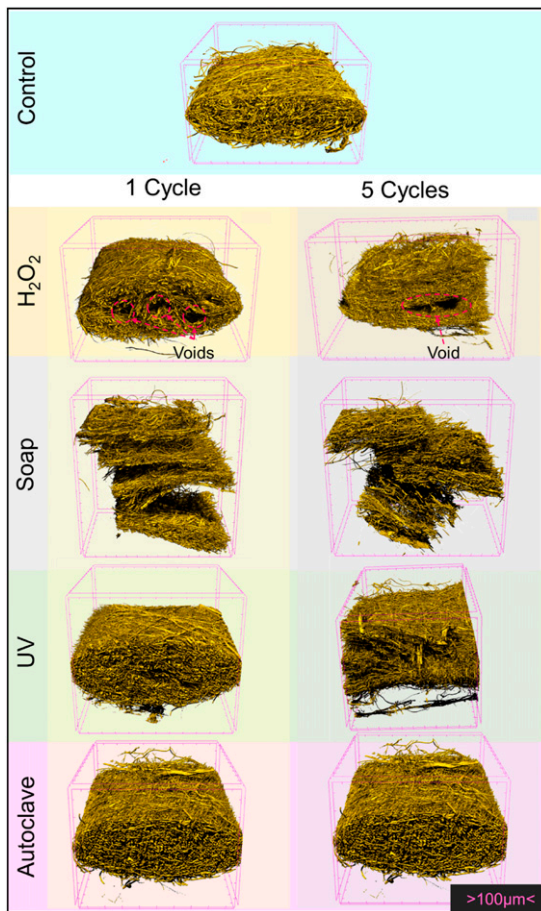 Control
1 Cycle
5 Cycles
H₂O₂
Voids
Void
Soap
UV
Autoclave
>100µm<